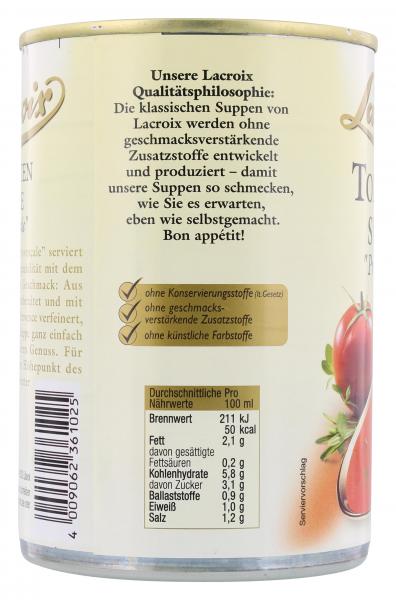 Unsere Lacroix
Qualitätsphilosophie:
Die klassischen Suppen von
Lacroix werden ohne
geschmacksverstärkende
Zusatzstoffe entwickelt
und produziert – damit
unsere Suppen so schmecken,
wie Sie es erwarten,
eben wie selbstgemacht.
Bon appétit!
serviert
mit dem
Aus
und mit
verfeinert,
ganz einfach
Genuss. Für
des
ohne Konservierungsstoffe (lt.Gesetz)
ohne geschmacks-
verstärkende Zusatzstoffe
ohne künstliche Farbstoffe
Durchschnittliche Pro
Nährwerte 100 ml
Brennwert 211 kJ
50 kcal
Fett 2,1 g
davon gesättigte
Fettsäuren 0,2 g
Kohlenhydrate 5,8 g
davon Zucker 3,1 g
Ballaststoffe 0,9 g
Eiweiß 1,0 g
Salz 1,2 g
4 009062 361025
Serviervorschlag